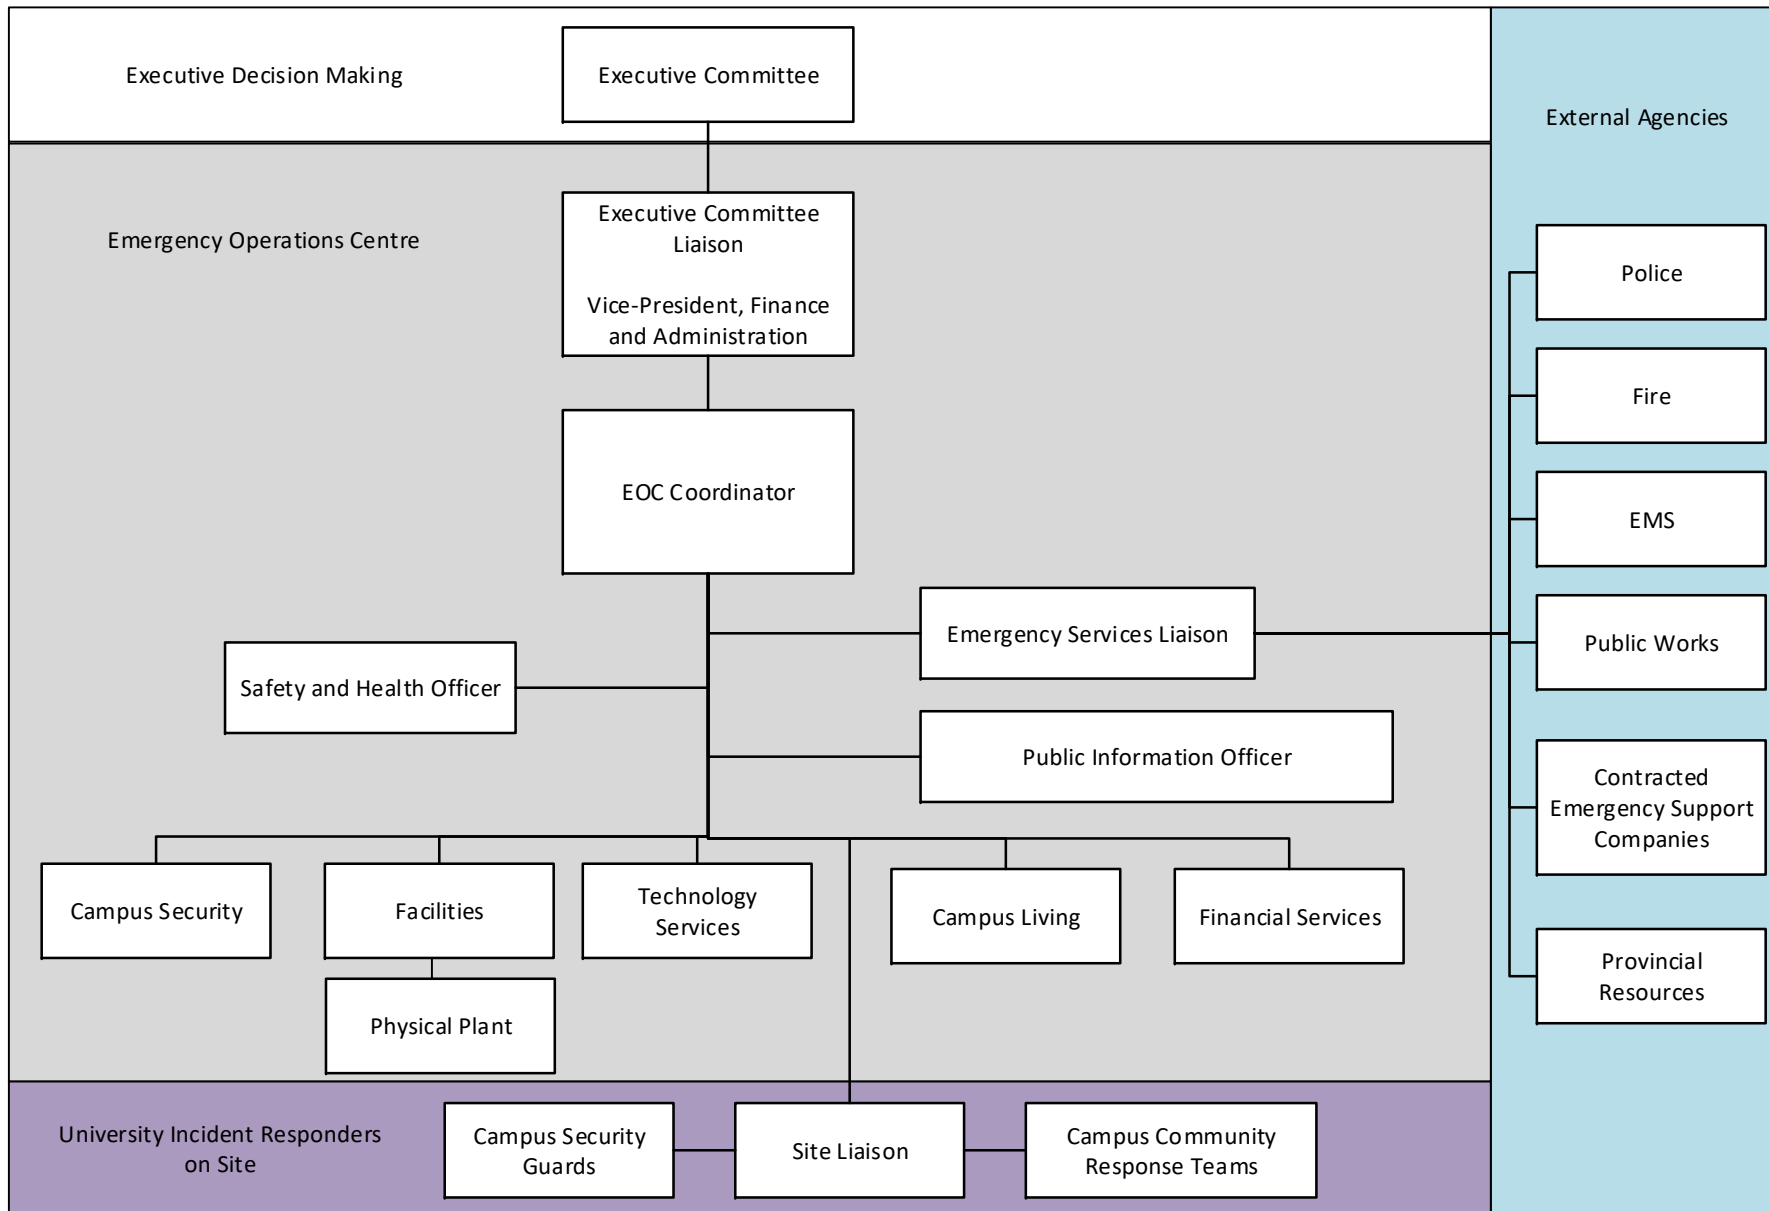 Executive Decision Making
Executive Committee
External Agencies
Emergency Operations Centre
Executive Committee
Liaison
Vice-President, Finance
and Administration
Police
Fire
EOC Coordinator
EMS
Emergency Services Liaison
Public Works
Safety and Health Officer
Public Information Officer
Contracted
Emergency Support
Companies
Campus Security
Facilities
Technology
Services
Campus Living
Financial Services
Provincial
Resources
Physical Plant
University Incident Responders
on Site
Campus Security
Guards
Site Liaison
Campus Community
Response Teams